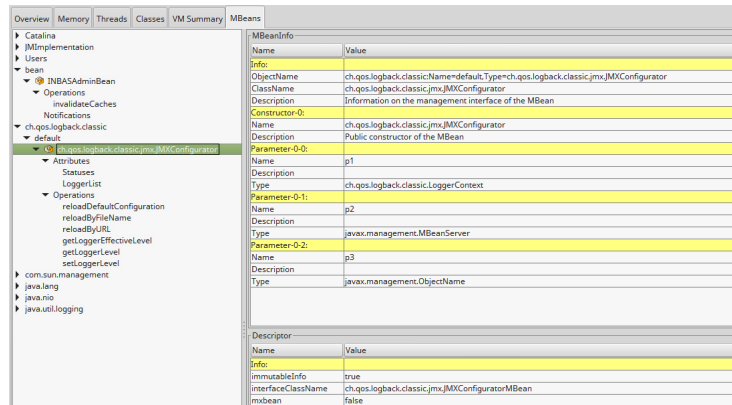 Overview Memory Threads Classes VM Summary MBeans
Catalina
JMImplementation
Users
bean
INBASAdminBean
Operations
invalidateCaches
Notifications
ch.qos.logback.classic
default
ch.qos.logback.classic.jmx.JMXConfigurator
Attributes
Statuses
LoggerList
Operations
reloadDefaultConfiguration
reloadByFileName
reloadByURL
getLoggerEffectiveLevel
getLoggerLevel
setLoggerLevel
com.sun.management
java.lang
java.nio
java.util.logging
MBeanInfo
Name Value
Info:
ObjectName ch.qos.logback.classic:Name=default,Type=ch.qos.logback.classic.jmx.JMXConfigurator
ClassName ch.qos.logback.classic.jmx.JMXConfigurator
Description Information on the management interface of the MBean
Constructor-0:
Name ch.qos.logback.classic.jmx.JMXConfigurator
Description Public constructor of the MBean
Parameter-0-0:
Name p1
Description
Type ch.qos.logback.classic.LoggerContext
Parameter-0-1:
Name p2
Description
Type javax.management.MBeanServer
Parameter-0-2:
Name p3
Description
Type javax.management.ObjectName
Descriptor
Name Value
Info:
immutableInfo true
interfaceClassName ch.qos.logback.classic.jmx.JMXConfiguratorMBean
mxbean false